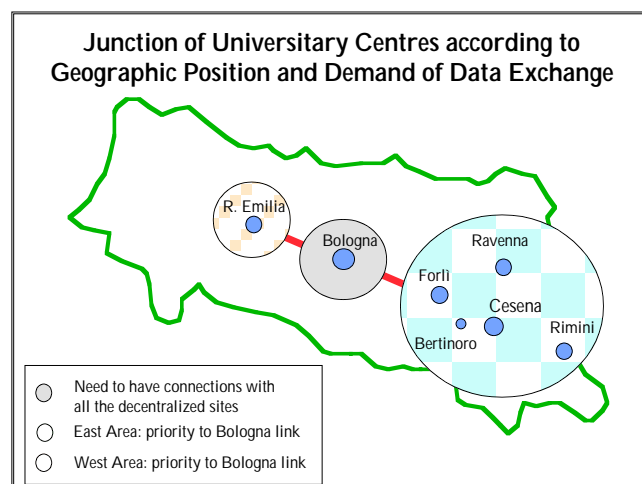 Junction of Universitary Centres according to
Geographic Position and Demand of Data Exchange
R. Emilia
Bologna
Ravenna
Forlì
Cesena
Bertinoro
Rimini
Need to have connections with
all the decentralized sites
East Area: priority to Bologna link
West Area: priority to Bologna link